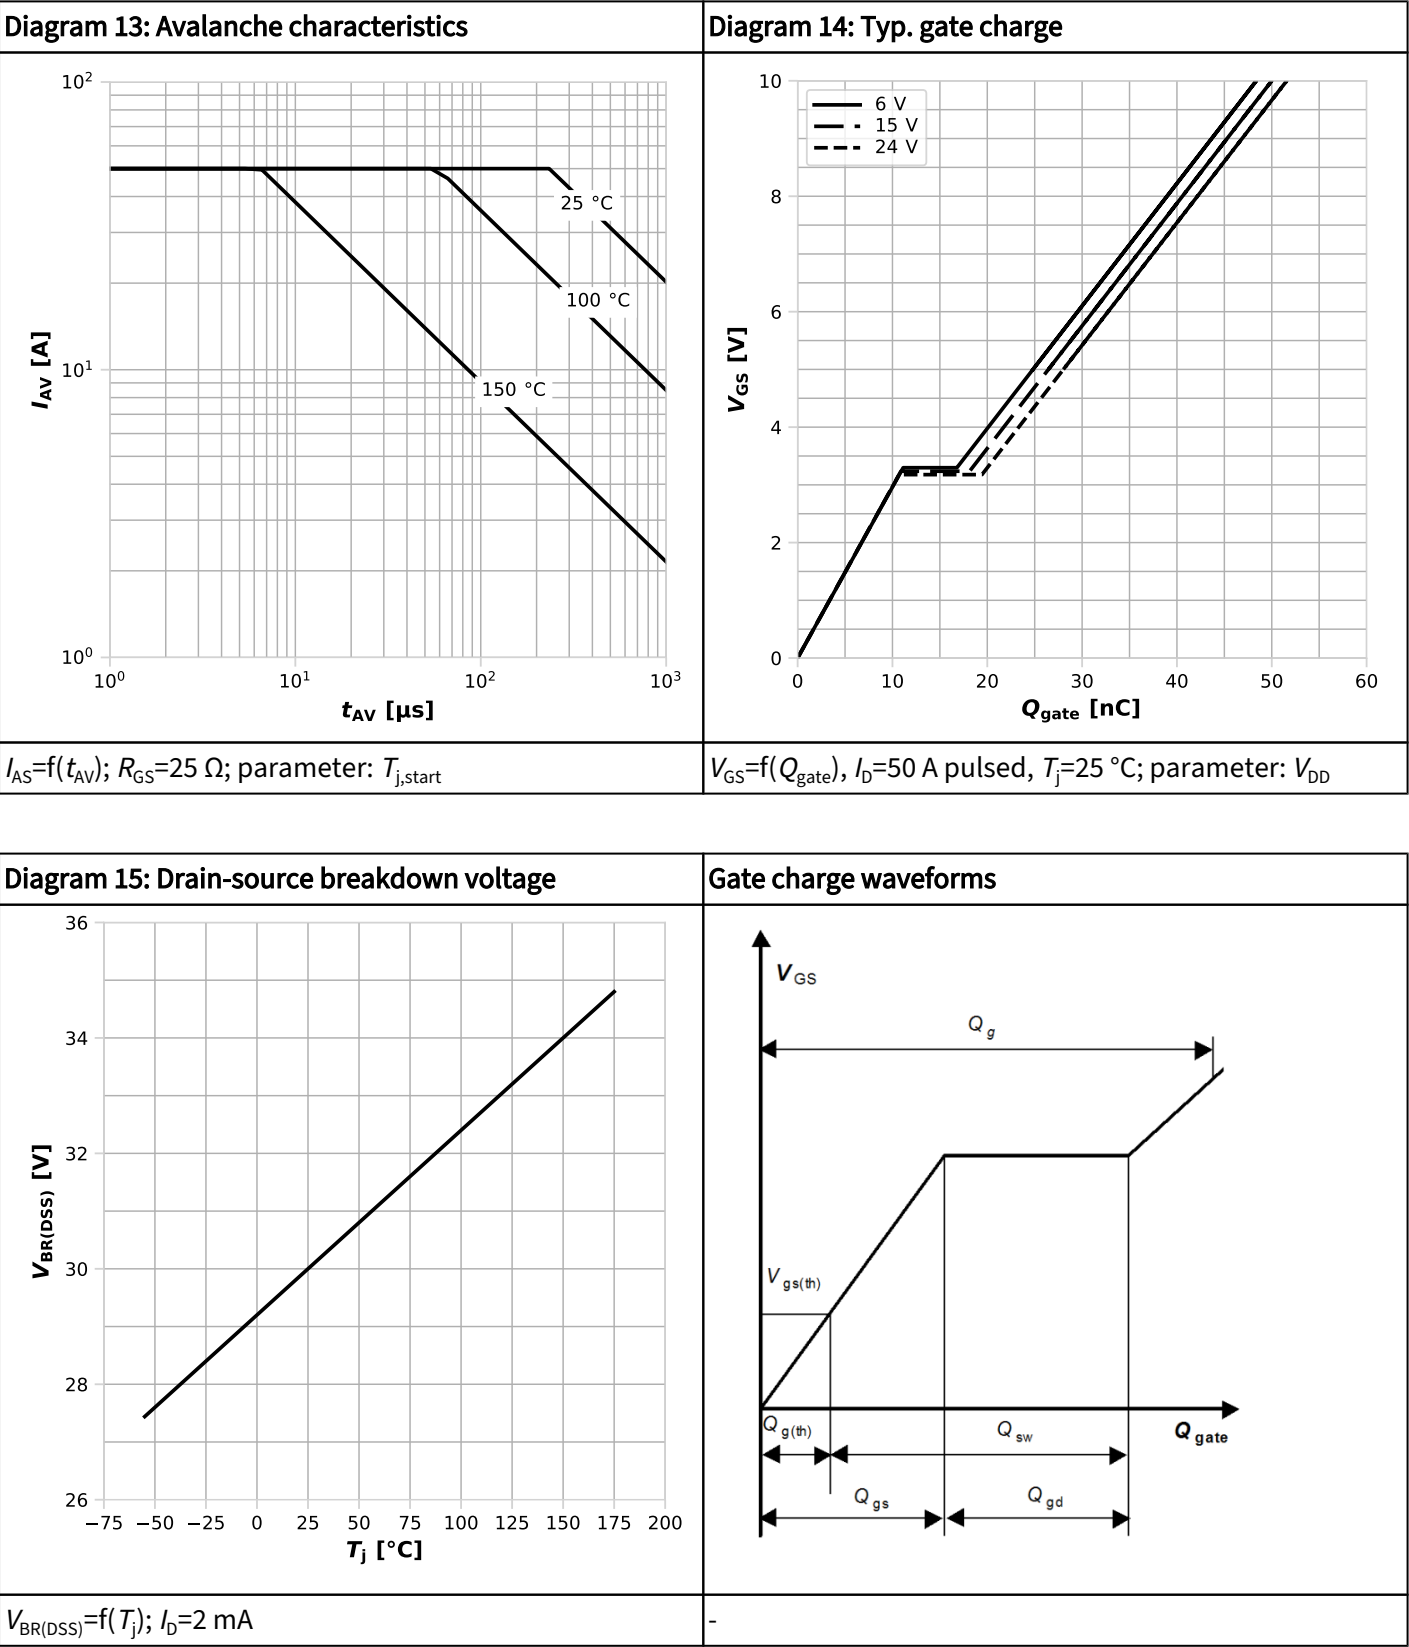 Diagram 13: Avalanche characteristics
10²
10¹
10⁰
10⁰ 10¹ 10² 10³
25 °C
100 °C
150 °C
I_AV [A]
t_AV [µs]
I_AS=f(t_AV); R_GS=25 Ω; parameter: T_j,start
Diagram 14: Typ. gate charge
6 V
15 V
24 V
10
8
6
4
2
0
0 10 20 30 40 50 60
V_GS [V]
Q_gate [nC]
V_GS=f(Q_gate), I_D=50 A pulsed, T_j=25 °C; parameter: V_DD
Diagram 15: Drain-source breakdown voltage
36
34
32
30
28
26
−75 −50 −25 0 25 50 75 100 125 150 175 200
V_BR(DSS) [V]
T_j [°C]
V_BR(DSS)=f(T_j); I_D=2 mA
Gate charge waveforms
V_GS
Q_g
V_gs(th)
Q_g(th)
Q_sw
Q_gate
Q_gs
Q_gd
-